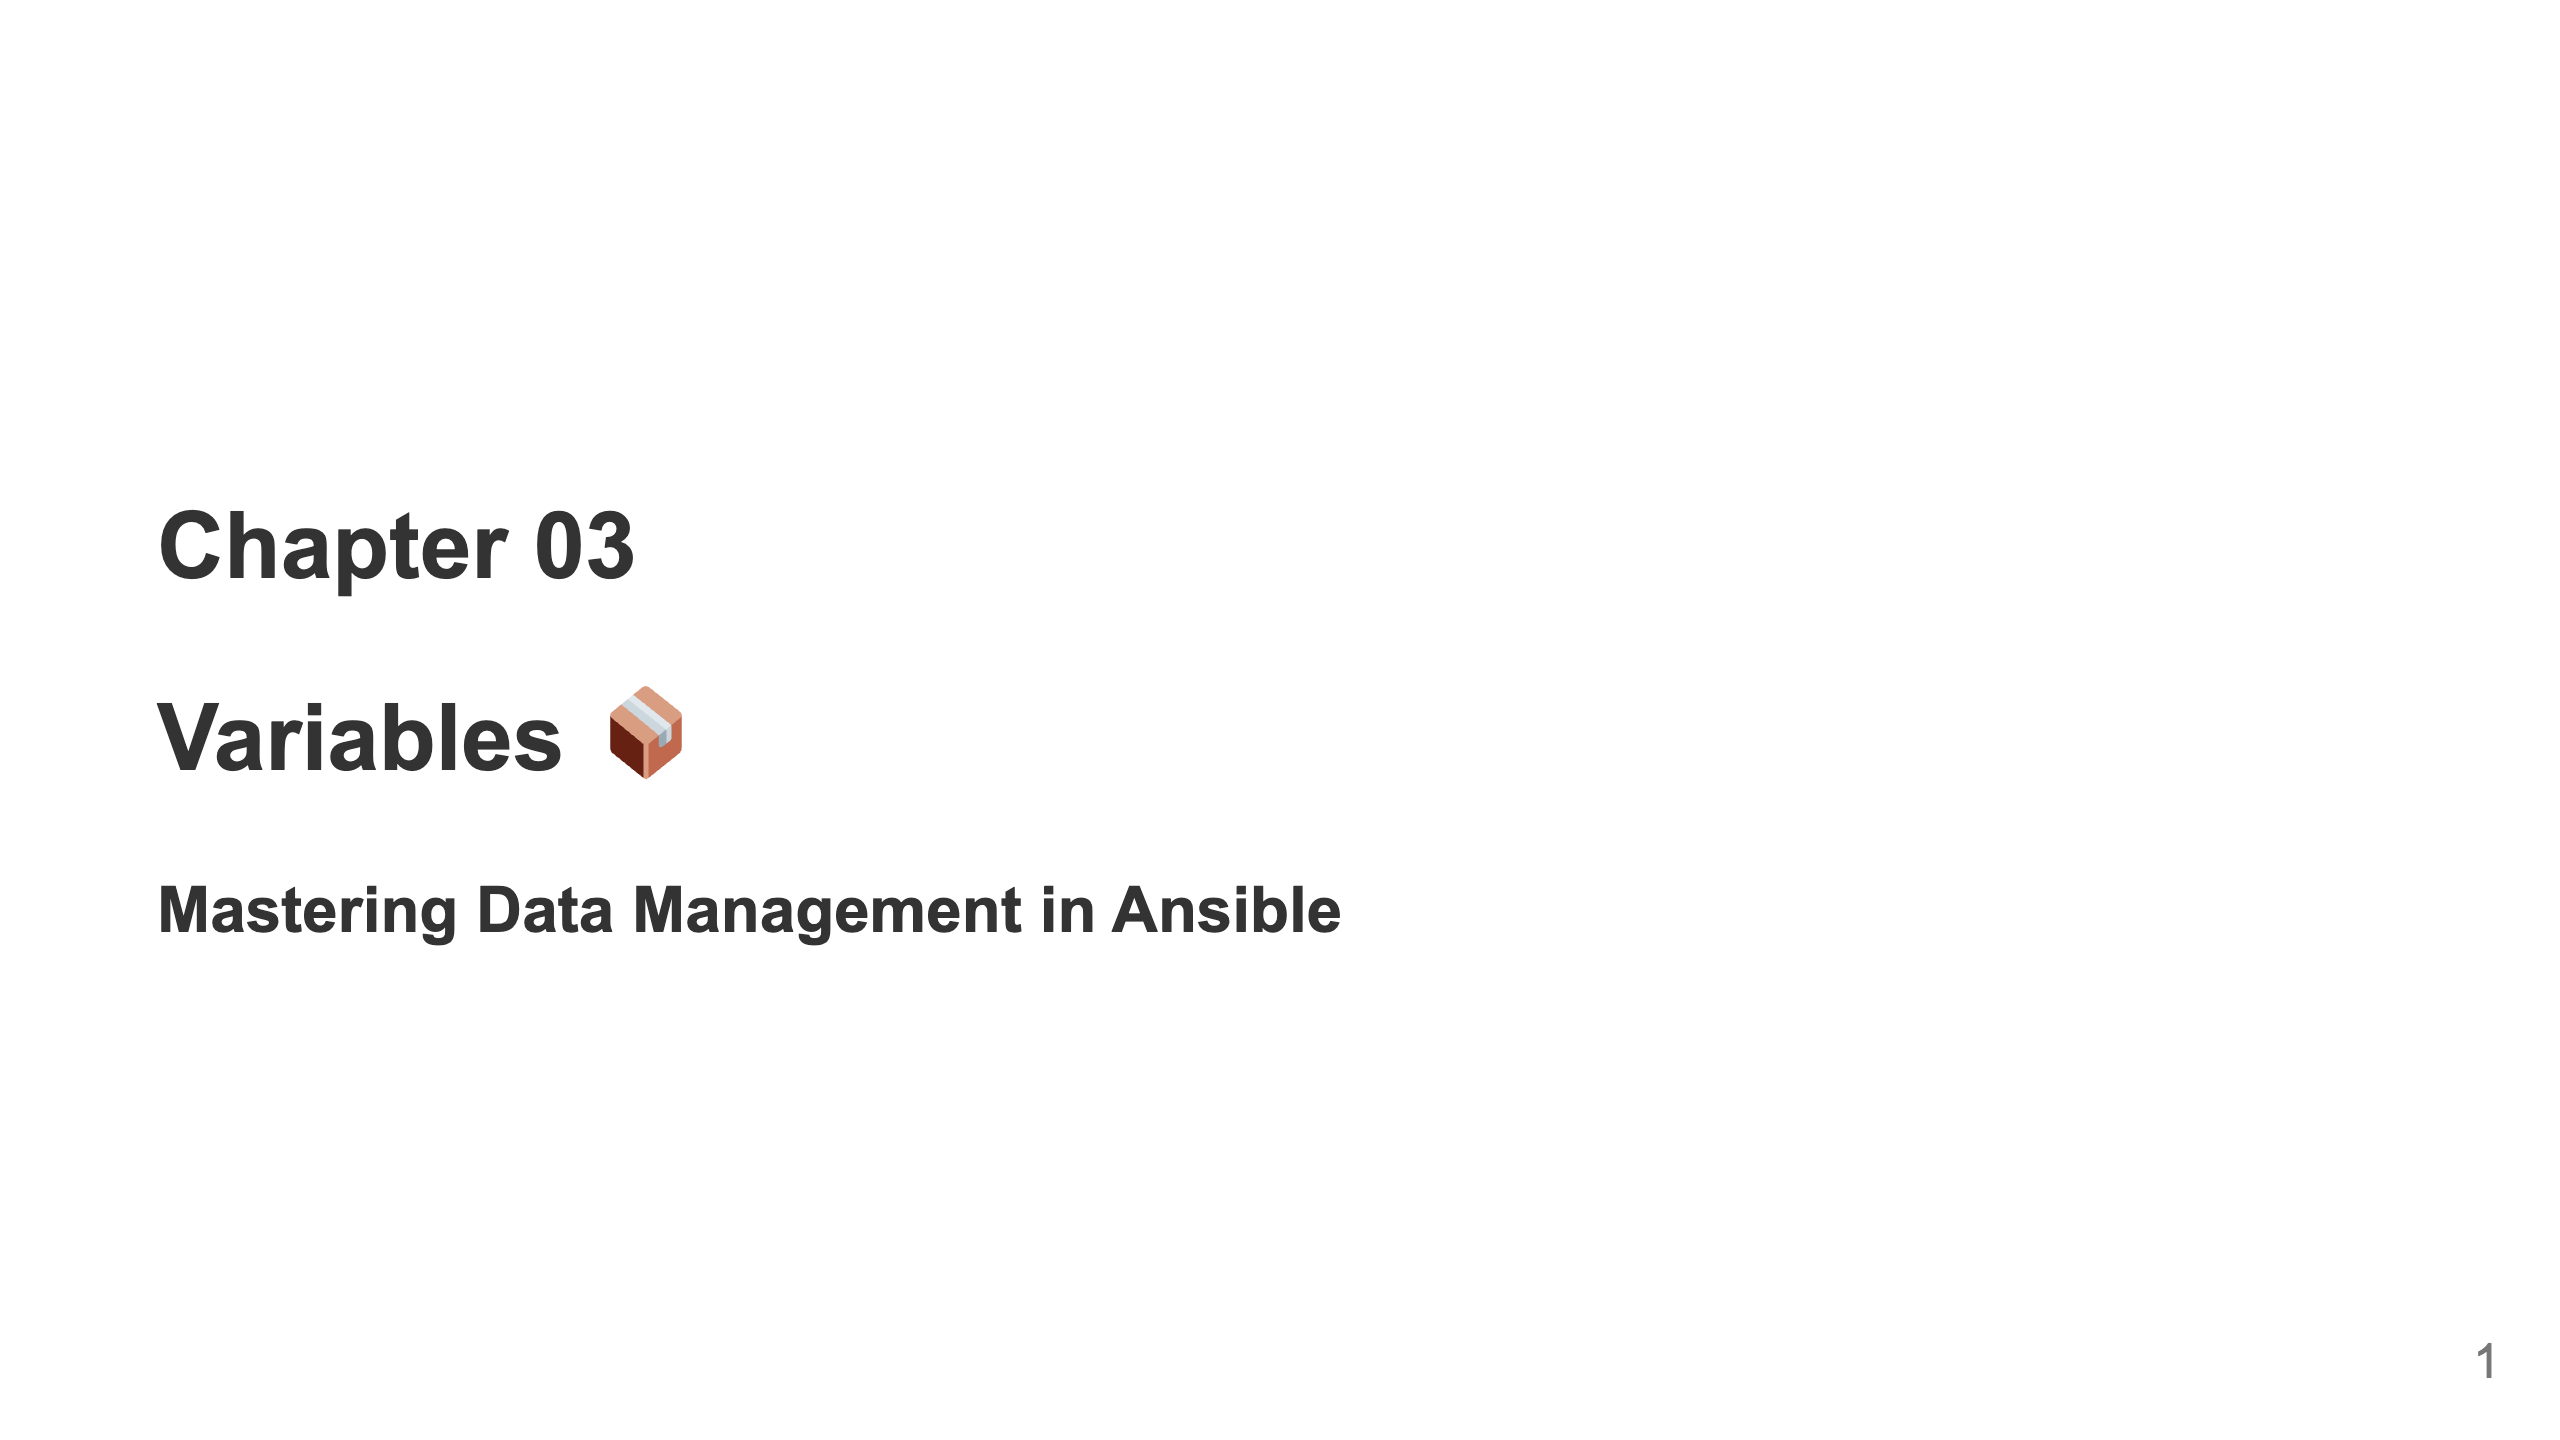 Chapter 03
Variables 📦
Mastering Data Management in Ansible
1